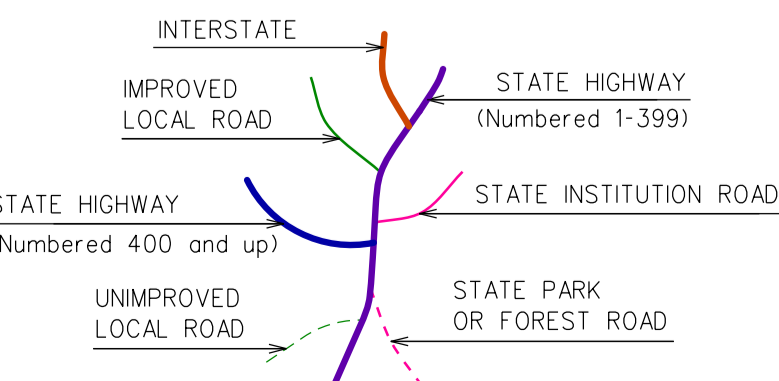 INTERSTATE
IMPROVED
LOCAL ROAD
STATE HIGHWAY
(Numbered 1-399)
STATE HIGHWAY
(Numbered 400 and up)
STATE INSTITUTION ROAD
UNIMPROVED
LOCAL ROAD
STATE PARK
OR FOREST ROAD